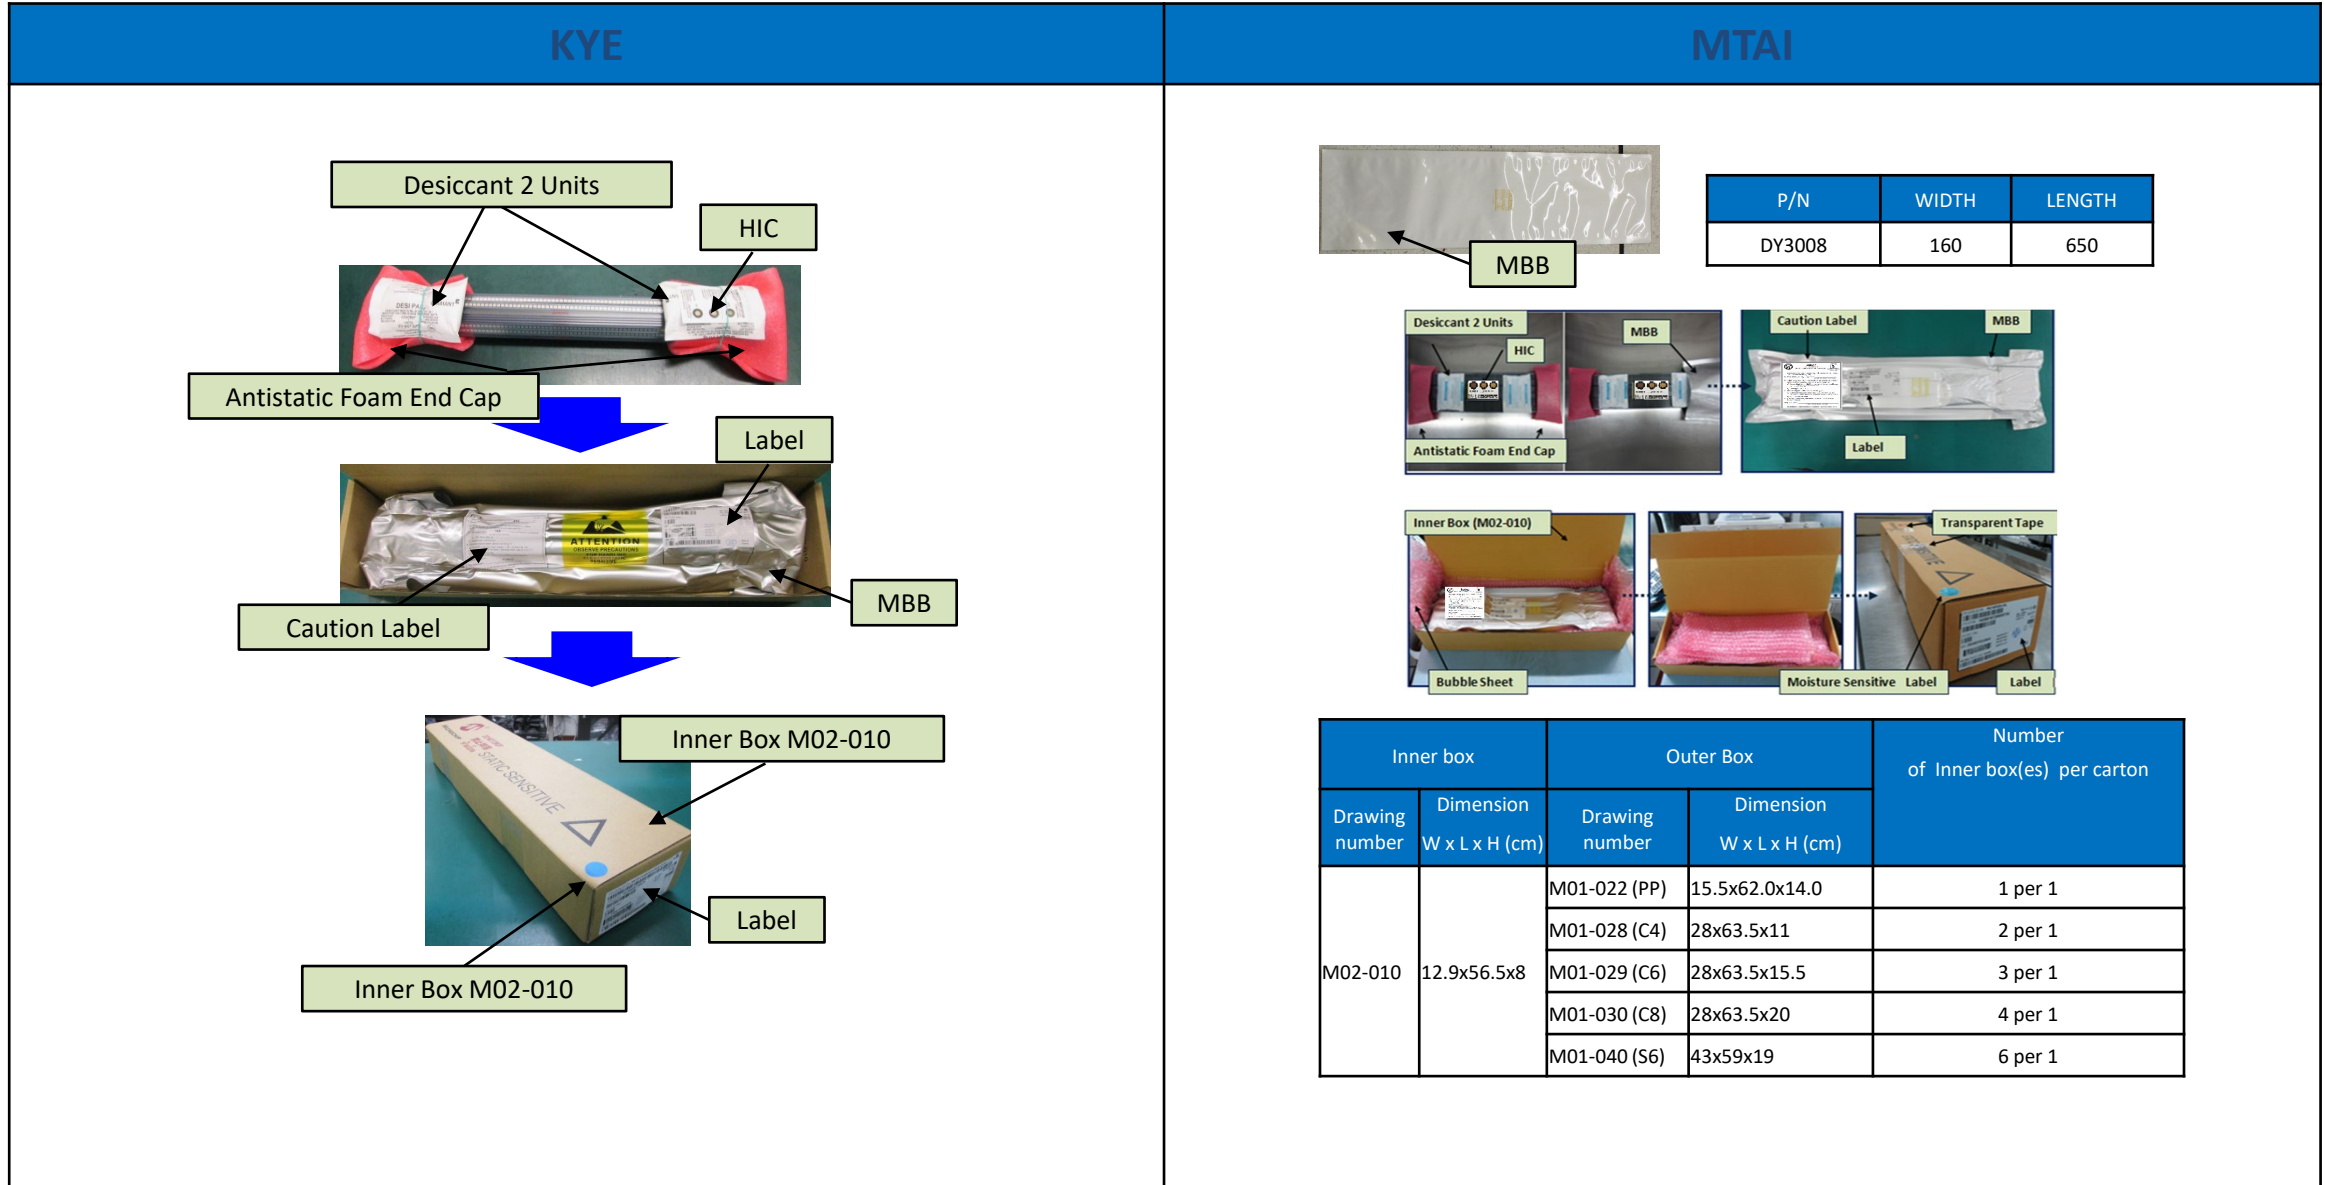 KYE
MTAI
Desiccant 2 Units
HIC
Antistatic Foam End Cap
Label
ATTENTION
OBSERVE PRECAUTIONS
SENSITIVE
MBB
Caution Label
Inner Box M02-010
STATIC SENSITIVE
Label
Inner Box M02-010
MBB
P/N WIDTH LENGTH
DY3008 160 650
Desiccant 2 Units
HIC
MBB
Antistatic Foam End Cap
Caution Label
MBB
Label
Inner Box (M02-010)
Transparent Tape
Bubble Sheet
Moisture Sensitive Label
Label
Inner box
Outer Box
Number
of Inner box(es) per carton
Drawing
number
Dimension
W x L x H (cm)
Drawing
number
Dimension
W x L x H (cm)
M02-010 12.9x56.5x8
M01-022 (PP) 15.5x62.0x14.0 1 per 1
M01-028 (C4) 28x63.5x11 2 per 1
M01-029 (C6) 28x63.5x15.5 3 per 1
M01-030 (C8) 28x63.5x20 4 per 1
M01-040 (S6) 43x59x19 6 per 1